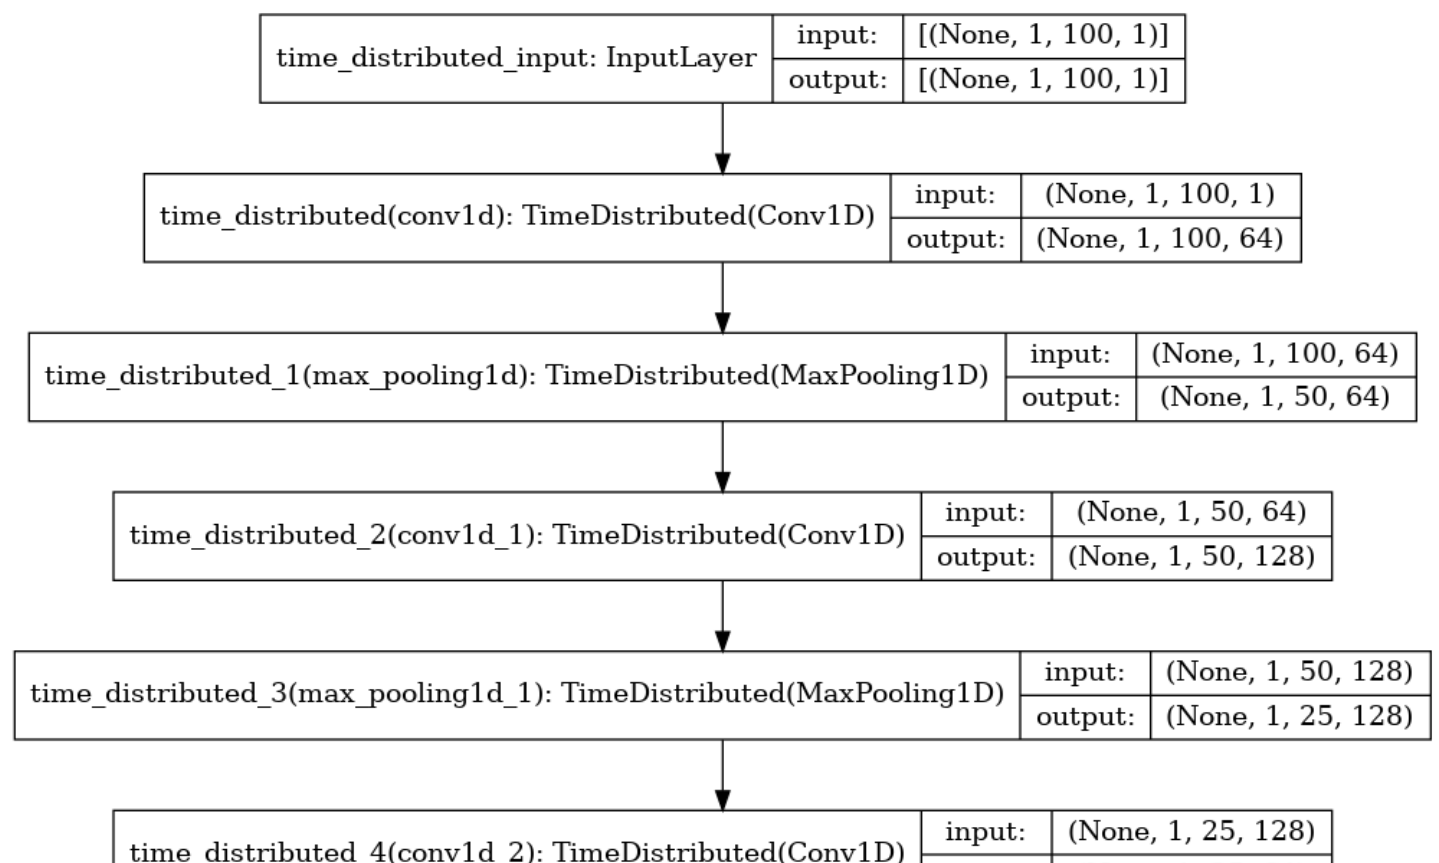 time_distributed_input: InputLayer
input:
[(None, 1, 100, 1)]
output:
[(None, 1, 100, 1)]
time_distributed(conv1d): TimeDistributed(Conv1D)
input:
(None, 1, 100, 1)
output:
(None, 1, 100, 64)
time_distributed_1(max_pooling1d): TimeDistributed(MaxPooling1D)
input:
(None, 1, 100, 64)
output:
(None, 1, 50, 64)
time_distributed_2(conv1d_1): TimeDistributed(Conv1D)
input:
(None, 1, 50, 64)
output:
(None, 1, 50, 128)
time_distributed_3(max_pooling1d_1): TimeDistributed(MaxPooling1D)
input:
(None, 1, 50, 128)
output:
(None, 1, 25, 128)
time_distributed_4(conv1d_2): TimeDistributed(Conv1D)
input:
(None, 1, 25, 128)